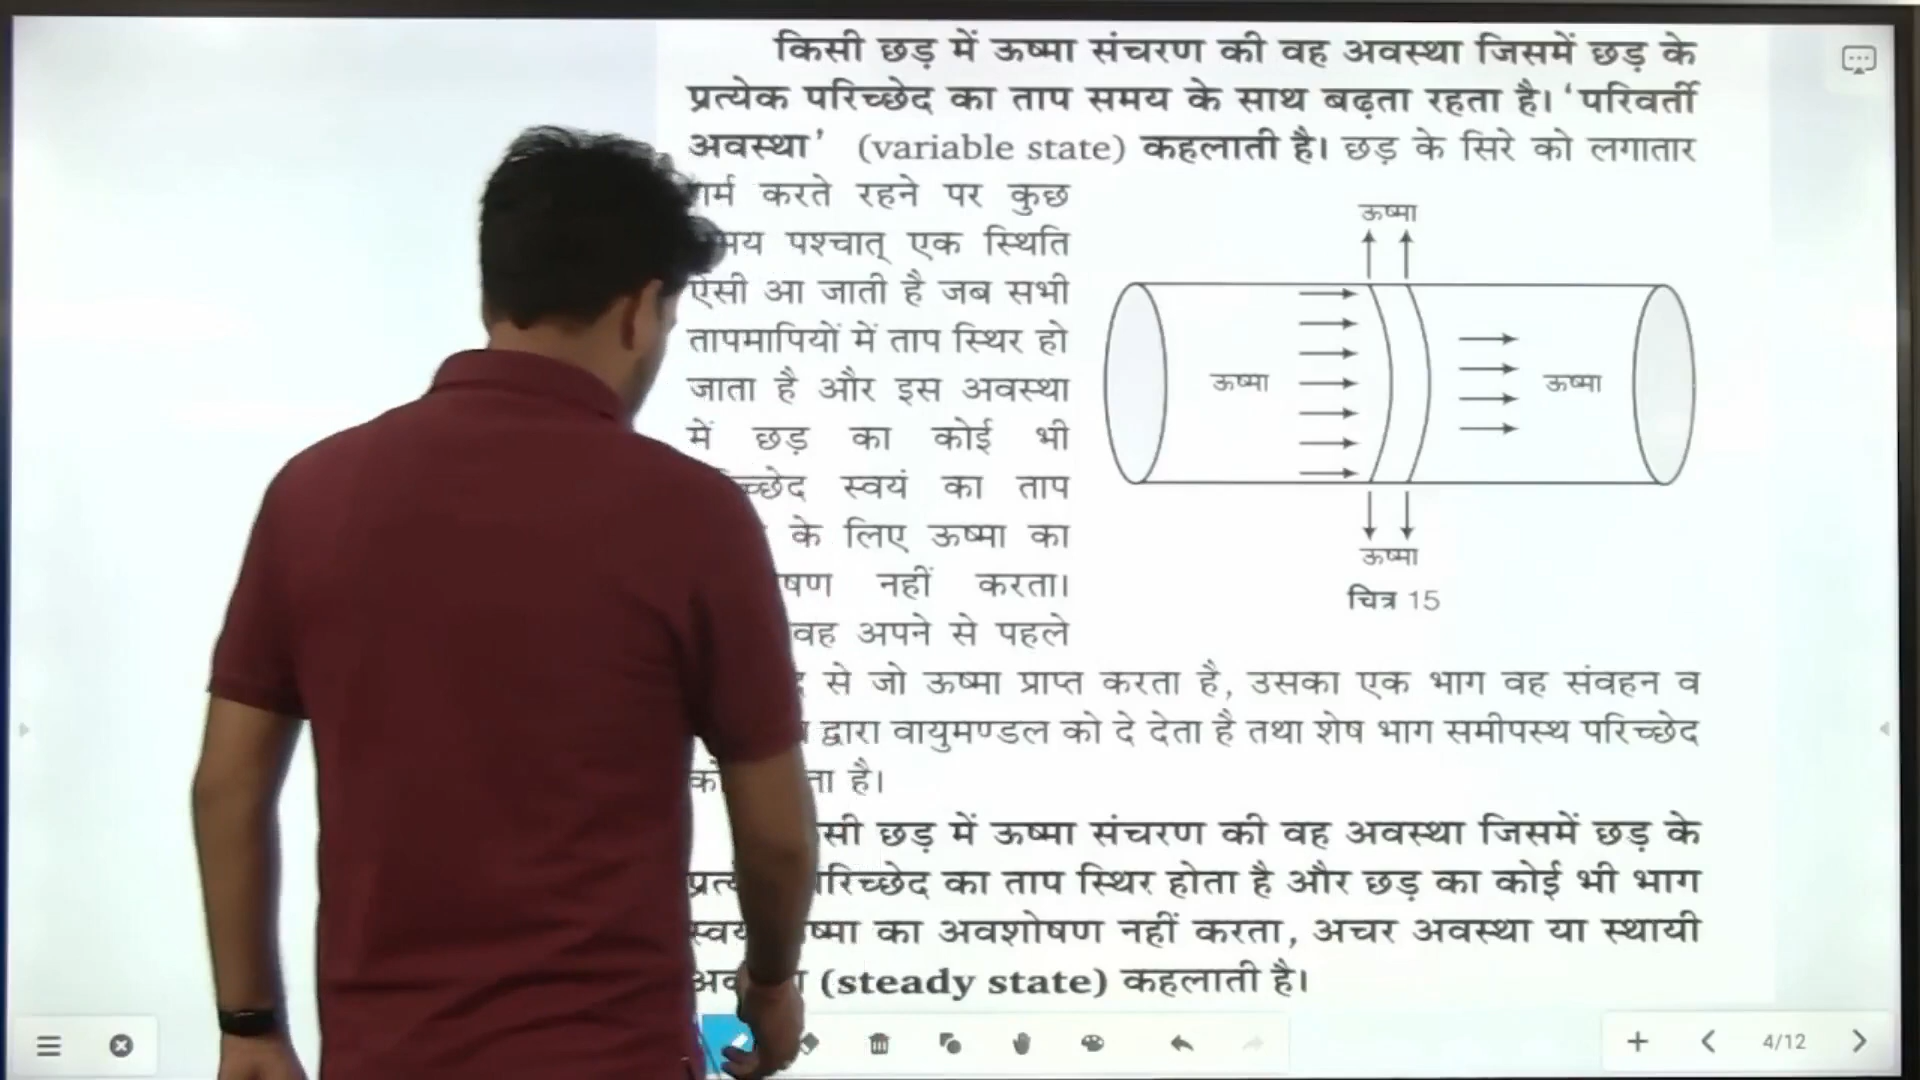 किसी छड़ में ऊष्मा संचरण की वह अवस्था जिसमें छड़ के
प्रत्येक परिच्छेद का ताप समय के साथ बढ़ता रहता है। ‘परिवर्ती
अवस्था’ (variable state) कहलाती है। छड़ के सिरे को लगातार
करते रहने पर कुछ
पश्चात् एक स्थिति
ऐसी आ जाती है जब सभी
तापमापियों में ताप स्थिर हो
जाता है और इस अवस्था
में छड़ का कोई भी
स्वयं का ताप
के लिए ऊष्मा का
नहीं करता।
वह अपने से पहले
से जो ऊष्मा प्राप्त करता है, उसका एक भाग वह संवहन व
द्वारा वायुमण्डल को दे देता है तथा शेष भाग समीपस्थ परिच्छेद
है।
छड़ में ऊष्मा संचरण की वह अवस्था जिसमें छड़ के
का ताप स्थिर होता है और छड़ का कोई भी भाग
का अवशोषण नहीं करता, अचर अवस्था या स्थायी
(steady state) कहलाती है।
ऊष्मा
ऊष्मा
ऊष्मा
ऊष्मा
चित्र 15
4/12